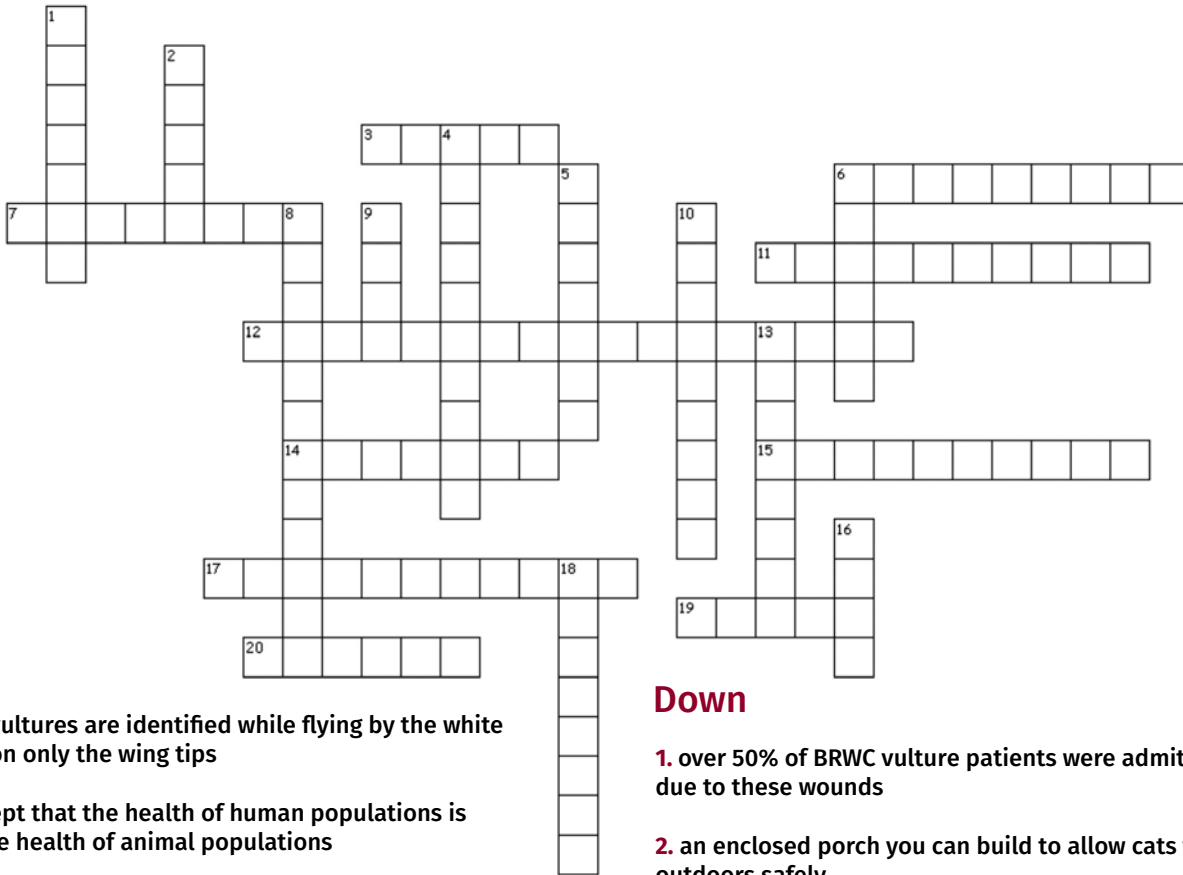 1
2
3 4
5 6
7 8 9 10
11
12 13
14 15
16
17 18
19
20
vultures are identified while flying by the white
on only the wing tips
ept that the health of human populations is
e health of animal populations
Down
1. over 50% of BRWC vulture patients were admit
due to these wounds
2. an enclosed porch you can build to allow cats
outdoors safely